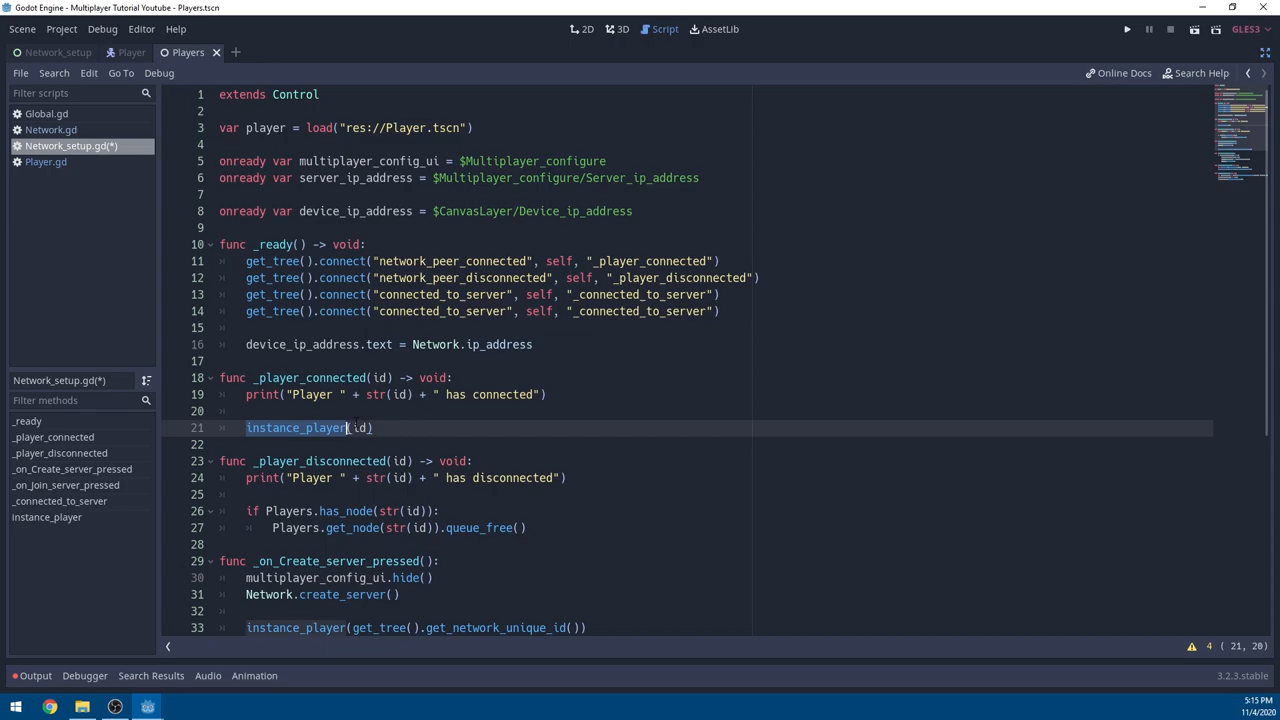 Godot Engine - Multiplayer Tutorial Youtube - Players.tscn
Scene Project Debug Editor Help 2D 3D Script AssetLib GLES3
Network_setup Player Players
File Search Edit Go To Debug Online Docs Search Help
Filter scripts
Global.gd
Network.gd
Network_setup.gd(*)
Player.gd
Network_setup.gd(*)
Filter methods
_ready
_player_connected
_player_disconnected
_on_Create_server_pressed
_on_Join_server_pressed
_connected_to_server
instance_player
1 extends Control
2
3 var player = load("res://Player.tscn")
4
5 onready var multiplayer_config_ui = $Multiplayer_configure
6 onready var server_ip_address = $Multiplayer_configure/Server_ip_address
7
8 onready var device_ip_address = $CanvasLayer/Device_ip_address
9
10 func _ready() -> void:
11 get_tree().connect("network_peer_connected", self, "_player_connected")
12 get_tree().connect("network_peer_disconnected", self, "_player_disconnected")
13 get_tree().connect("connected_to_server", self, "_connected_to_server")
14 get_tree().connect("connected_to_server", self, "_connected_to_server")
15
16 device_ip_address.text = Network.ip_address
17
18 func _player_connected(id) -> void:
19 print("Player " + str(id) + " has connected")
20
21 instance_player(id)
22
23 func _player_disconnected(id) -> void:
24 print("Player " + str(id) + " has disconnected")
25
26 if Players.has_node(str(id)):
27 Players.get_node(str(id)).queue_free()
28
29 func _on_Create_server_pressed():
30 multiplayer_config_ui.hide()
31 Network.create_server()
32
33 instance_player(get_tree().get_network_unique_id())
4 ( 21, 20)
Output Debugger Search Results Audio Animation 3.2.3.stable
5:15 PM
11/4/2020